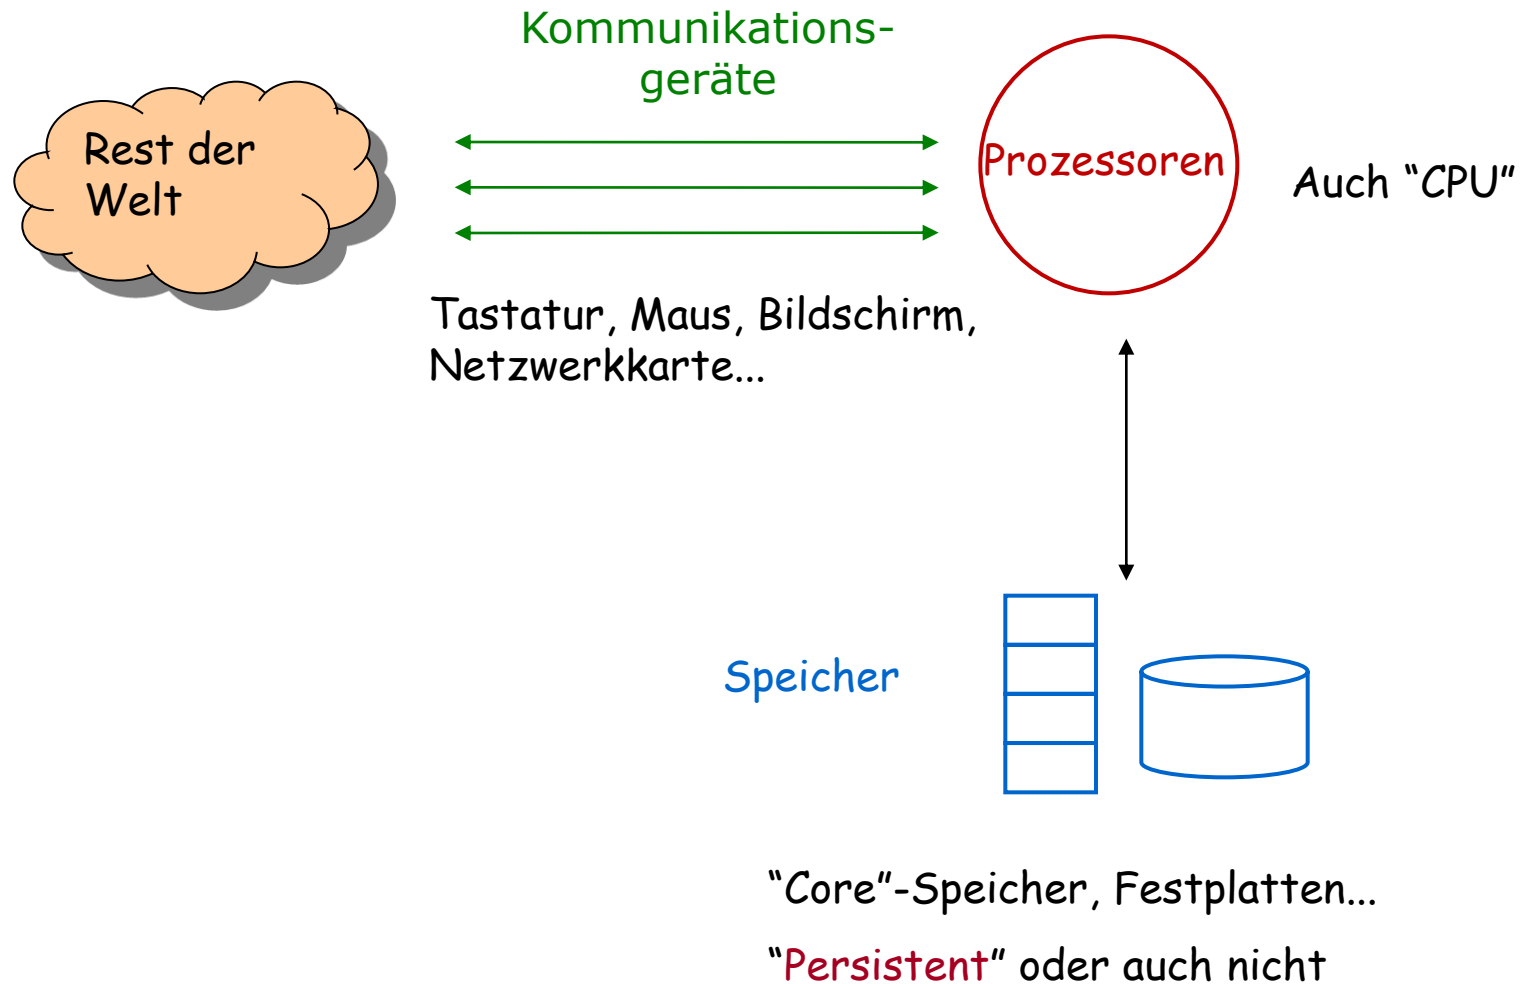 Kommunikations-
geräte
Rest der
Welt
Prozessoren
Auch “CPU”
Tastatur, Maus, Bildschirm,
Netzwerkkarte...
Speicher
“Core”-Speicher, Festplatten...
“Persistent” oder auch nicht